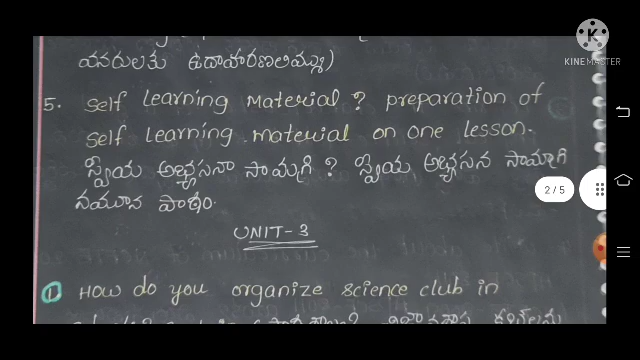 వనరులకు ఉదాహరణలిమ్ము)
5. Self Learning Material ? preparation of
self learning material on one lesson.
స్వీయ అభ్యసనా సామగ్రి ? స్వీయ అభ్యసన సామాగ్రి
నమూనా పాఠం.
UNIT-3
① How do you organize science club in
KINEMASTER
2/5